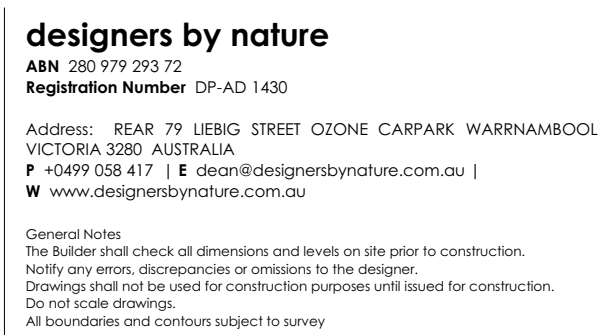 designers by nature
ABN 280 979 293 72
Registration Number DP-AD 1430
Address: REAR 79 LIEBIG STREET OZONE CARPARK WARRNAMBOOL
VICTORIA 3280 AUSTRALIA
P +0499 058 417 | E dean@designersbynature.com.au |
W www.designersbynature.com.au
General Notes
The Builder shall check all dimensions and levels on site prior to construction.
Notify any errors, discrepancies or omissions to the designer.
Drawings shall not be used for construction purposes until issued for construction.
Do not scale drawings.
All boundaries and contours subject to survey